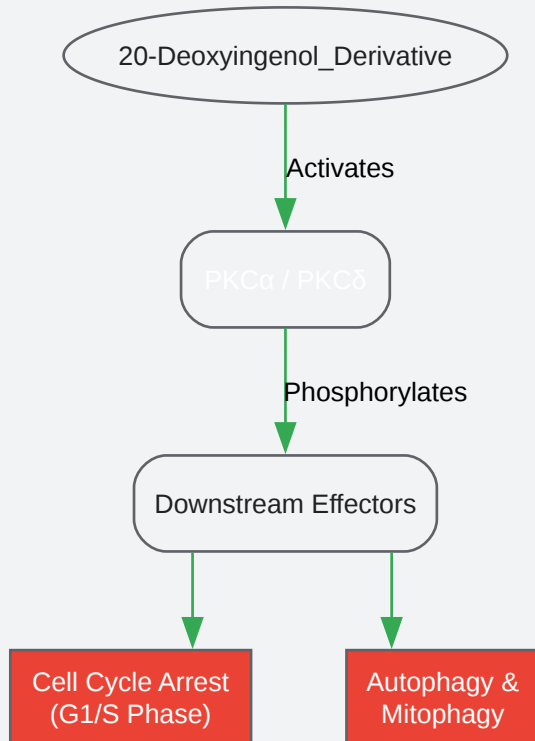 20-Deoxyingenol_Derivative
Activates
PKCα / PKCδ
Phosphorylates
Downstream Effectors
Cell Cycle Arrest
(G1/S Phase)
Autophagy &
Mitophagy